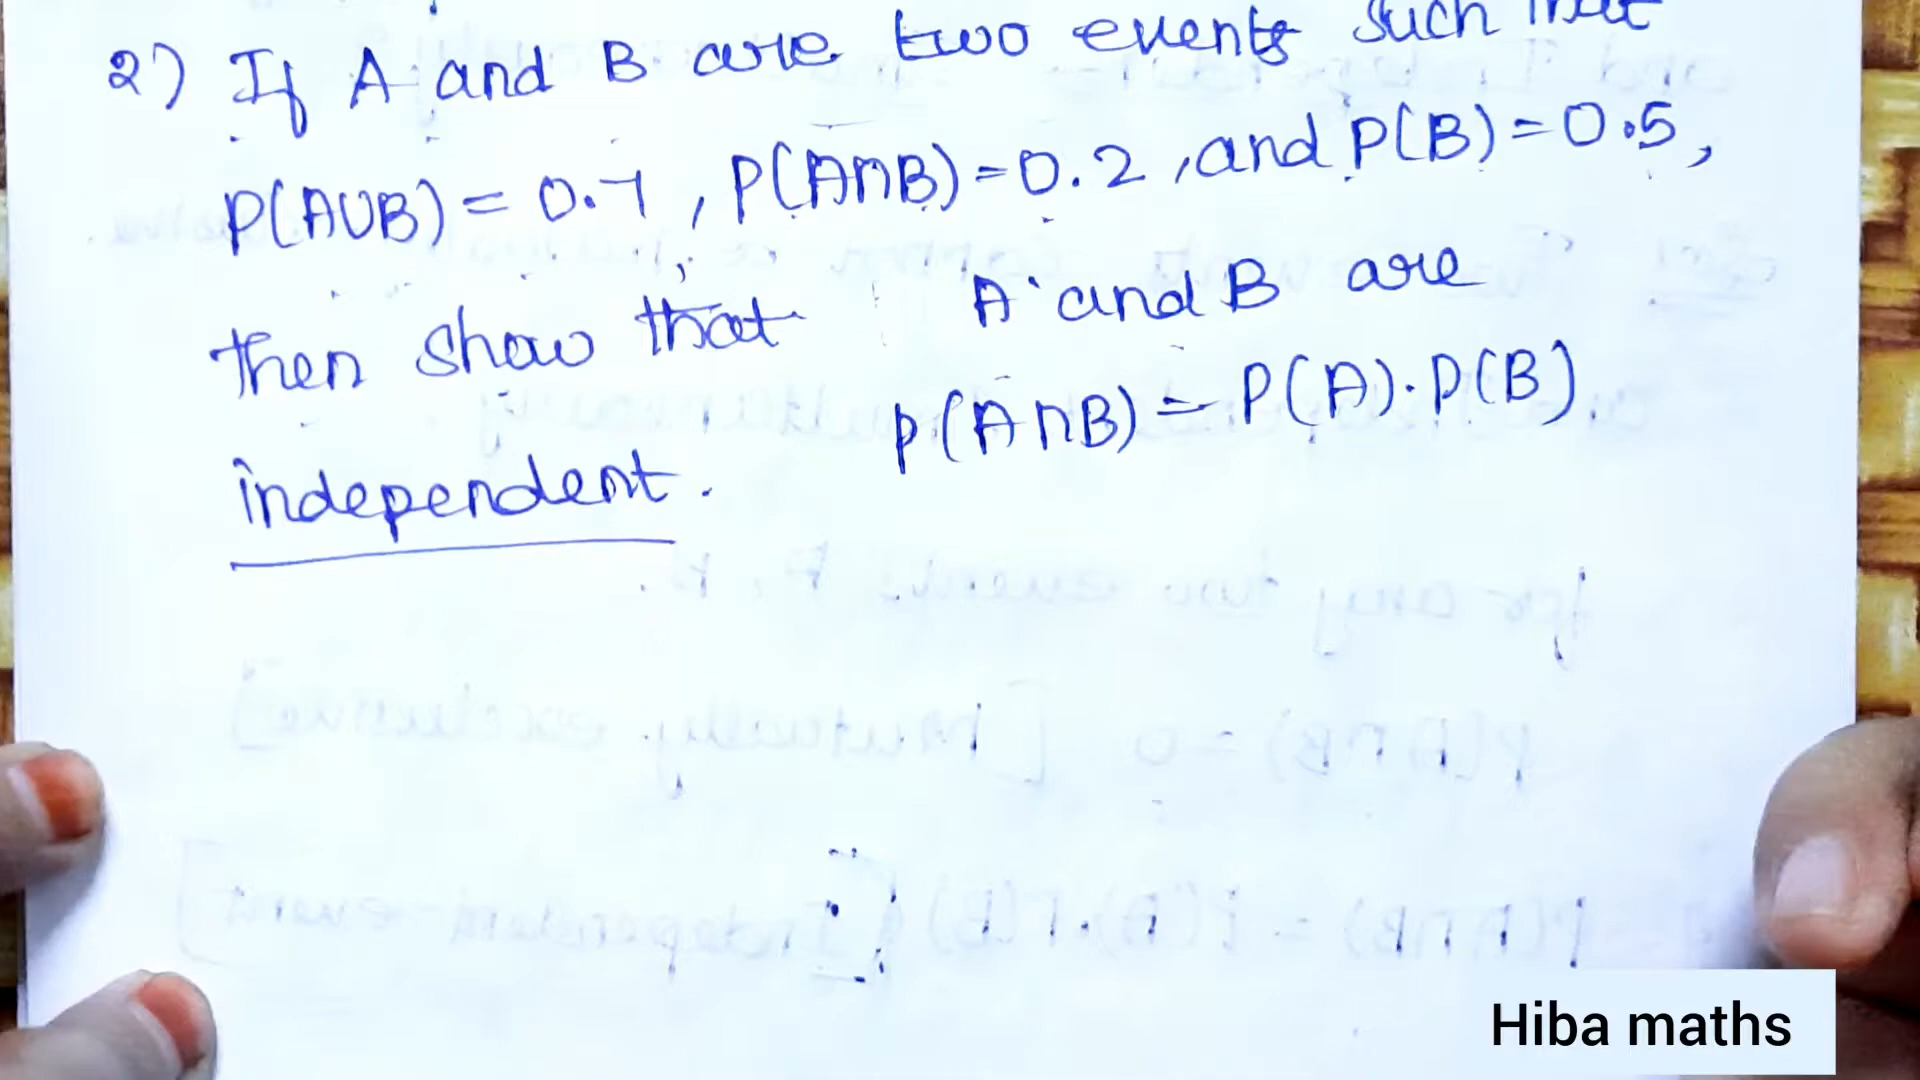 2) If A and B are two events such that
P(A∪B) = 0.7, P(A∩B) = 0.2, and P(B) = 0.5,
then show that A and B are
P(A∩B) = P(A)·P(B)
independent.
Hiba maths